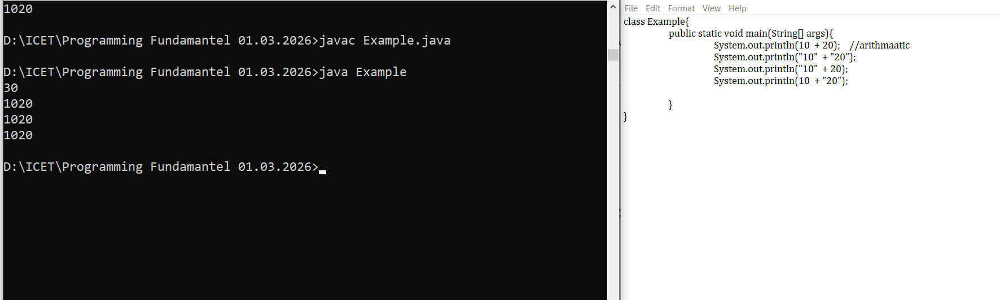 1020
D:\ICET\Programming Fundamantel 01.03.2026>javac Example.java
D:\ICET\Programming Fundamantel 01.03.2026>java Example
30
1020
1020
1020
D:\ICET\Programming Fundamantel 01.03.2026>
File Edit Format View Help
class Example{
public static void main(String[] args){
System.out.println(10 + 20); //arithmaatic
System.out.println("10" + "20");
System.out.println("10" + 20);
System.out.println(10 + "20");
}
}